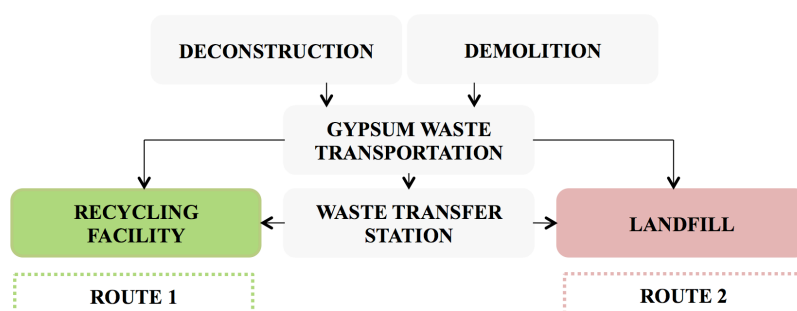 DECONSTRUCTION
DEMOLITION
GYPSUM WASTE
TRANSPORTATION
RECYCLING
FACILITY
WASTE TRANSFER
STATION
LANDFILL
ROUTE 1
ROUTE 2